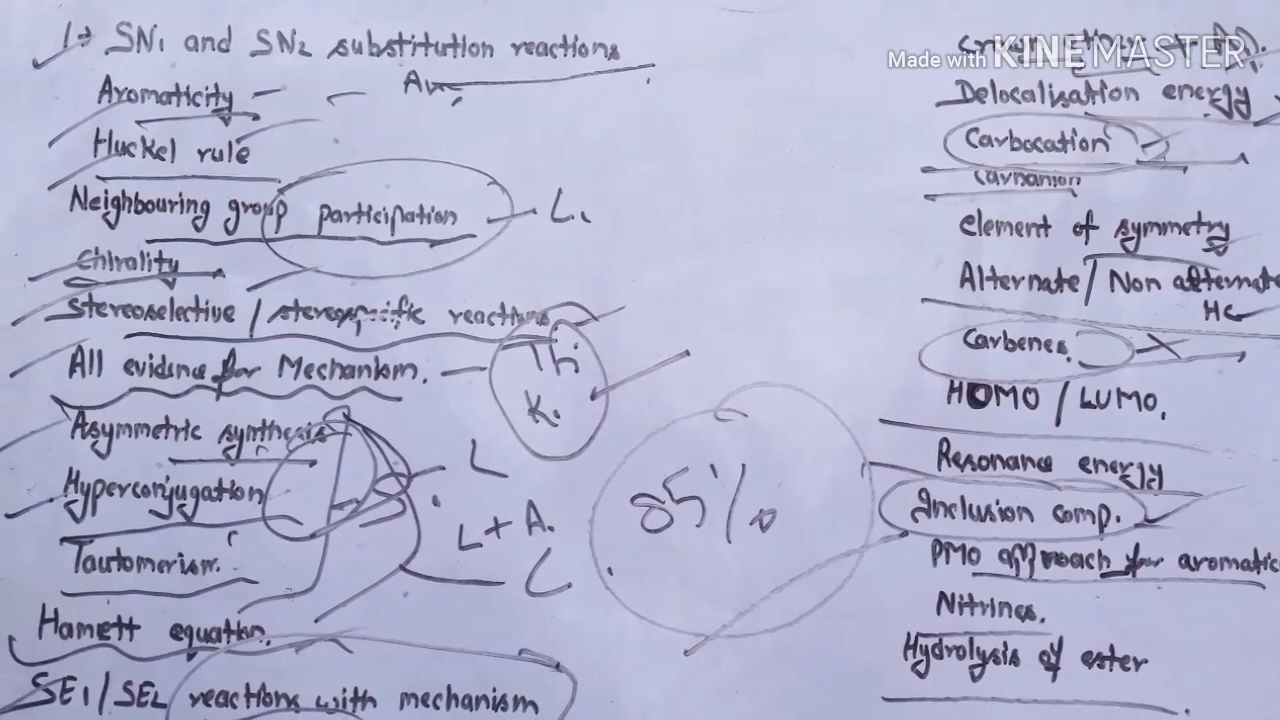 1→ SN1 and SN2 substitution reactions
Aromaticity
Huckel rule
Neighbouring group participation L.
Chirality
Stereoselective / stereospecific reactions
All evidence for Mechanism. Th
K.
Asymmetric synthesis
L
Hyperconjugation
L + A.
Tautomerism.
C
Hamett equation.
SE1/SE2 reactions with mechanism
85%
Made with KINEMASTER
Delocalisation energy
Carbocation
Carbanion
Element of symmetry
Alternate / Non alternate
HC
Carbenes.
HOMO / LUMO.
Resonance energy
Inclusion comp.
PMO approach for aromatic
Nitrines.
Hydrolysis of ester